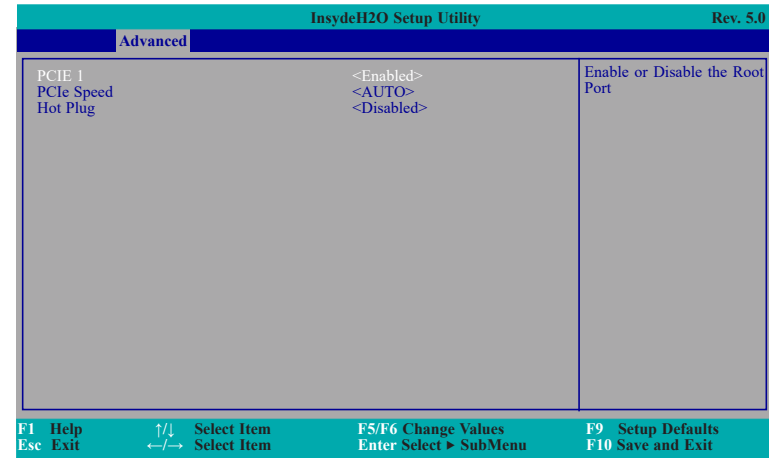 InsydeH2O Setup Utility Rev. 5.0
Advanced
PCIE 1 <Enabled>
PCIe Speed <AUTO>
Hot Plug <Disabled>
Enable or Disable the Root
Port
F1 Help ↑/↓ Select Item F5/F6 Change Values F9 Setup Defaults
Esc Exit ←/→ Select Item Enter Select ▶ SubMenu F10 Save and Exit